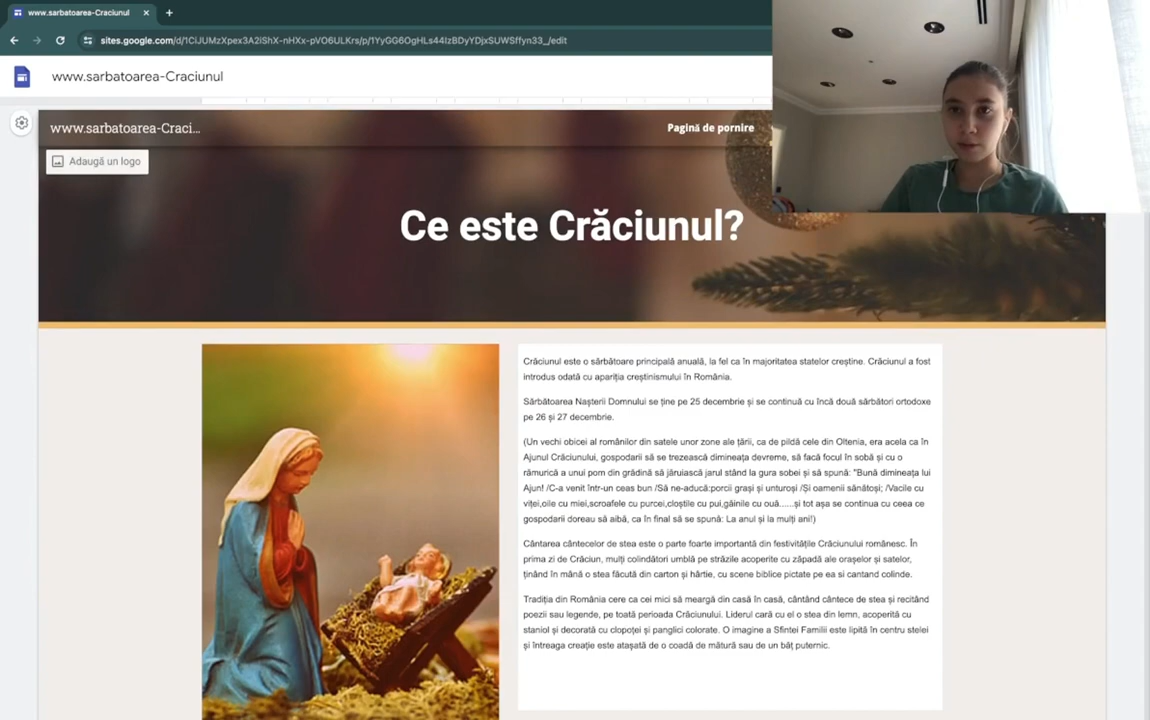 www.sarbatoarea-Craciunul
sites.google.com/d/1CiJUMzXpex3A2iShX-nHXx-pVO6ULKrs/p/1YyGG6OgHLs44IzBDyYDjxSUWSffyn33_/edit
www.sarbatoarea-Craciunul
www.sarbatoarea-Craci...
Pagină de pornire
Adaugă un logo
Ce este Crăciunul?
Crăciunul este o sărbătoare principală anuală, la fel ca în majoritatea statelor creștine. Crăciunul a fost
introdus odată cu apariția creștinismului în România.
Sărbătoarea Nașterii Domnului se ține pe 25 decembrie și se continuă cu încă două sărbători ortodoxe
pe 26 și 27 decembrie.
(Un vechi obicei al românilor din satele unor zone ale țării, ca de pildă cele din Oltenia, era acela ca în
Ajunul Crăciunului, gospodarii să se trezească dimineața devreme, să facă focul în sobă și cu o
rămurică a unui pom din grădină să jăruiască jarul stând la gura sobei și să spună: "Bună dimineața lui
Ajun! /C-a venit într-un ceas bun /Să ne-aducă:porcii grași și unturoși /Și oamenii sănătoși; /Vacile cu
viței,oile cu miei,scroafele cu purcei,cloștile cu pui,găinile cu ouă......și tot așa se continua cu ceea ce
gospodarii doreau să aibă, ca în final să se spună: La anul și la mulți ani!)
Cântarea cântecelor de stea este o parte foarte importantă din festivitățile Crăciunului românesc. În
prima zi de Crăciun, mulți colindători umblă pe străzile acoperite cu zăpadă ale orașelor și satelor,
ținând în mână o stea făcută din carton și hârtie, cu scene biblice pictate pe ea si cantand colinde.
Tradiția din România cere ca cei mici să meargă din casă în casă, cântând cântece de stea și recitând
poezii sau legende, pe toată perioada Crăciunului. Liderul cară cu el o stea din lemn, acoperită cu
staniol și decorată cu clopoței și panglici colorate. O imagine a Sfintei Familii este lipită în centru stelei
și întreaga creație este atașată de o coadă de mătură sau de un băț puternic.